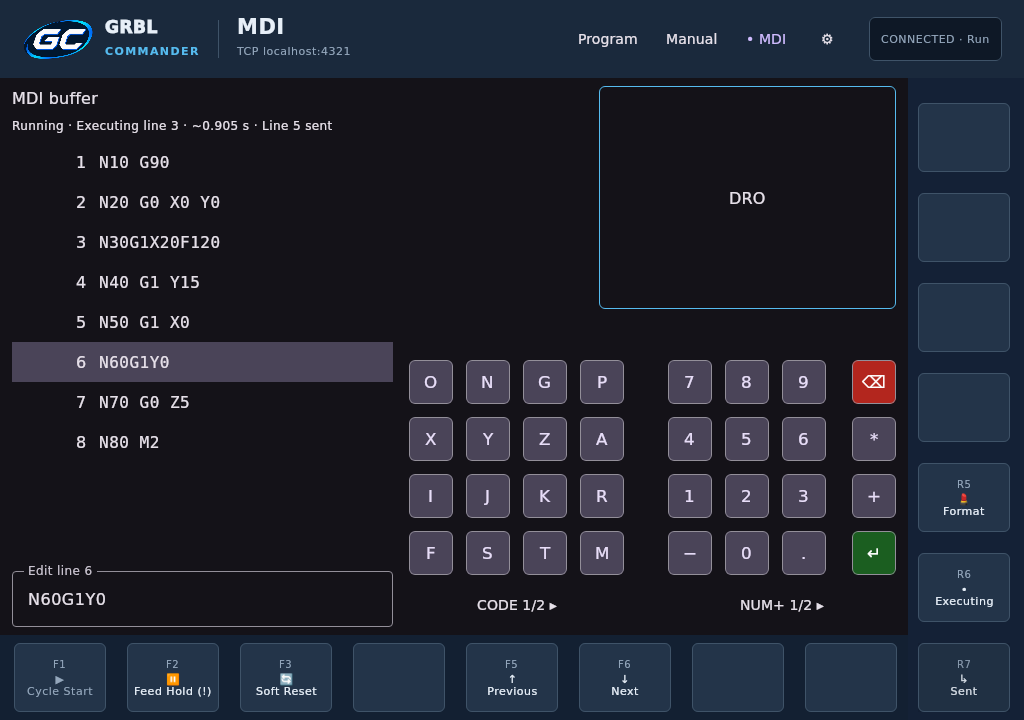 GC
GRBL
COMMANDER
MDI
TCP localhost:4321
Program
Manual
• MDI
⚙
CONNECTED · Run
MDI buffer
Running · Executing line 3 · ~0.905 s · Line 5 sent
1 N10 G90
2 N20 G0 X0 Y0
3 N30G1X20F120
4 N40 G1 Y15
5 N50 G1 X0
6 N60G1Y0
7 N70 G0 Z5
8 N80 M2
Edit line 6
N60G1Y0
DRO
O N G P 7 8 9 ⌫
X Y Z A 4 5 6 *
I J K R 1 2 3 +
F S T M − 0 . ↵
CODE 1/2 ▸
NUM+ 1/2 ▸
R5
💄
Format
R6
•
Executing
R7
↳
Sent
F1
▶
Cycle Start
F2
⏸
Feed Hold (!)
F3
🔄
Soft Reset
F5
↑
Previous
F6
↓
Next